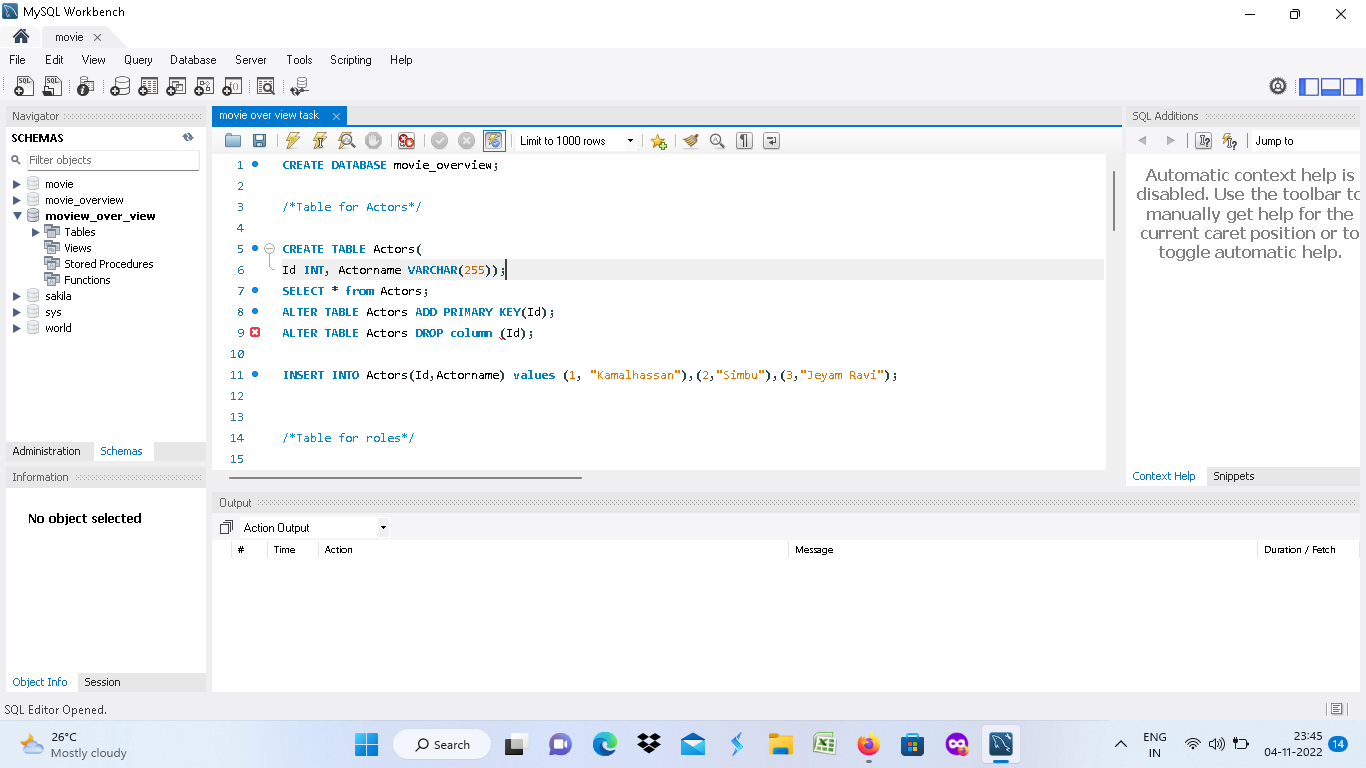 MySQL Workbench
movie
File Edit View Query Database Server Tools Scripting Help
Navigator
SCHEMAS
Filter objects
movie
movie_overview
moview_over_view
Tables
Views
Stored Procedures
Functions
sakila
sys
world
Administration Schemas
Information
No object selected
Object Info Session
movie over view task
Limit to 1000 rows
1 CREATE DATABASE movie_overview;
2
3 /*Table for Actors*/
4
5 CREATE TABLE Actors(
6 Id INT, Actorname VARCHAR(255));
7 SELECT * from Actors;
8 ALTER TABLE Actors ADD PRIMARY KEY(Id);
9 ALTER TABLE Actors DROP column (Id);
10
11 INSERT INTO Actors(Id,Actorname) values (1, "Kamalhassan"),(2,"Simbu"),(3,"Jeyam Ravi");
12
13
14 /*Table for roles*/
15
SQL Additions
Jump to
Automatic context help is
disabled. Use the toolbar to
manually get help for the
current caret position or to
toggle automatic help.
Context Help Snippets
Output
Action Output
# Time Action Message Duration / Fetch
SQL Editor Opened.
26°C
Mostly cloudy
Search
ENG
IN
23:45
04-11-2022
14